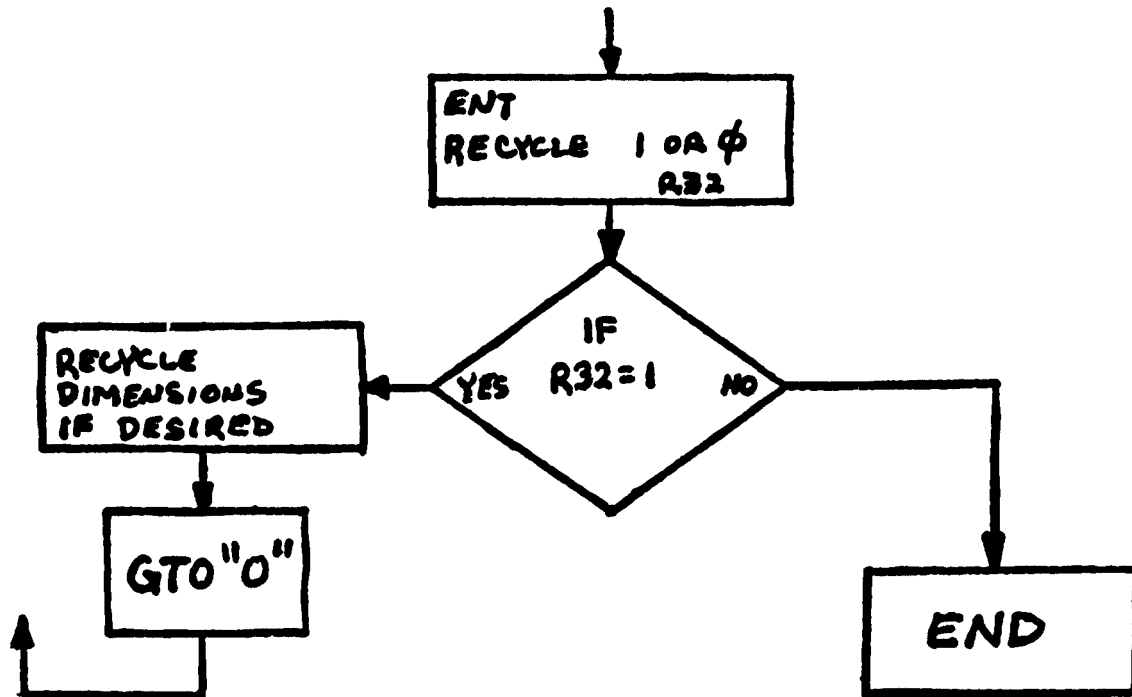 ENT
RECYCLE 1 OR ϕ
R32
IF
R32=1
YES
NO
RECYCLE
DIMENSIONS
IF DESIRED
GTO "O"
END